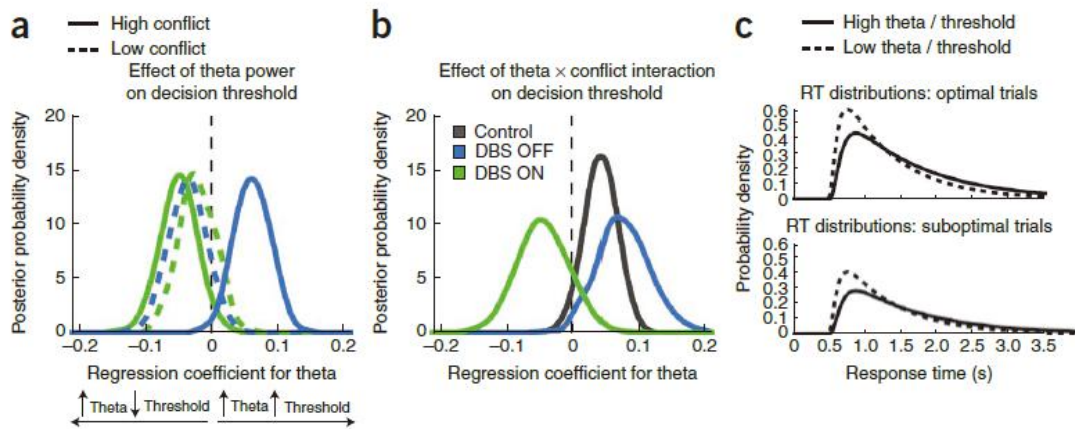 a
High conflict
Low conflict
Effect of theta power
on decision threshold
Posterior probability density
20
15
10
5
0
−0.2
−0.1
0
0.1
0.2
Regression coefficient for theta
Theta
Threshold
Theta
Threshold
b
Effect of theta × conflict interaction
on decision threshold
Control
DBS OFF
DBS ON
Posterior probability density
20
15
10
5
0
−0.2
−0.1
0
0.1
0.2
Regression coefficient for theta
c
High theta / threshold
Low theta / threshold
RT distributions: optimal trials
0.6
0.5
0.4
0.3
0.2
0.1
0
Probability density
RT distributions: suboptimal trials
0.6
0.5
0.4
0.3
0.2
0.1
0
0
0.5
1.0
1.5
2.0
2.5
3.0
3.5
Response time (s)